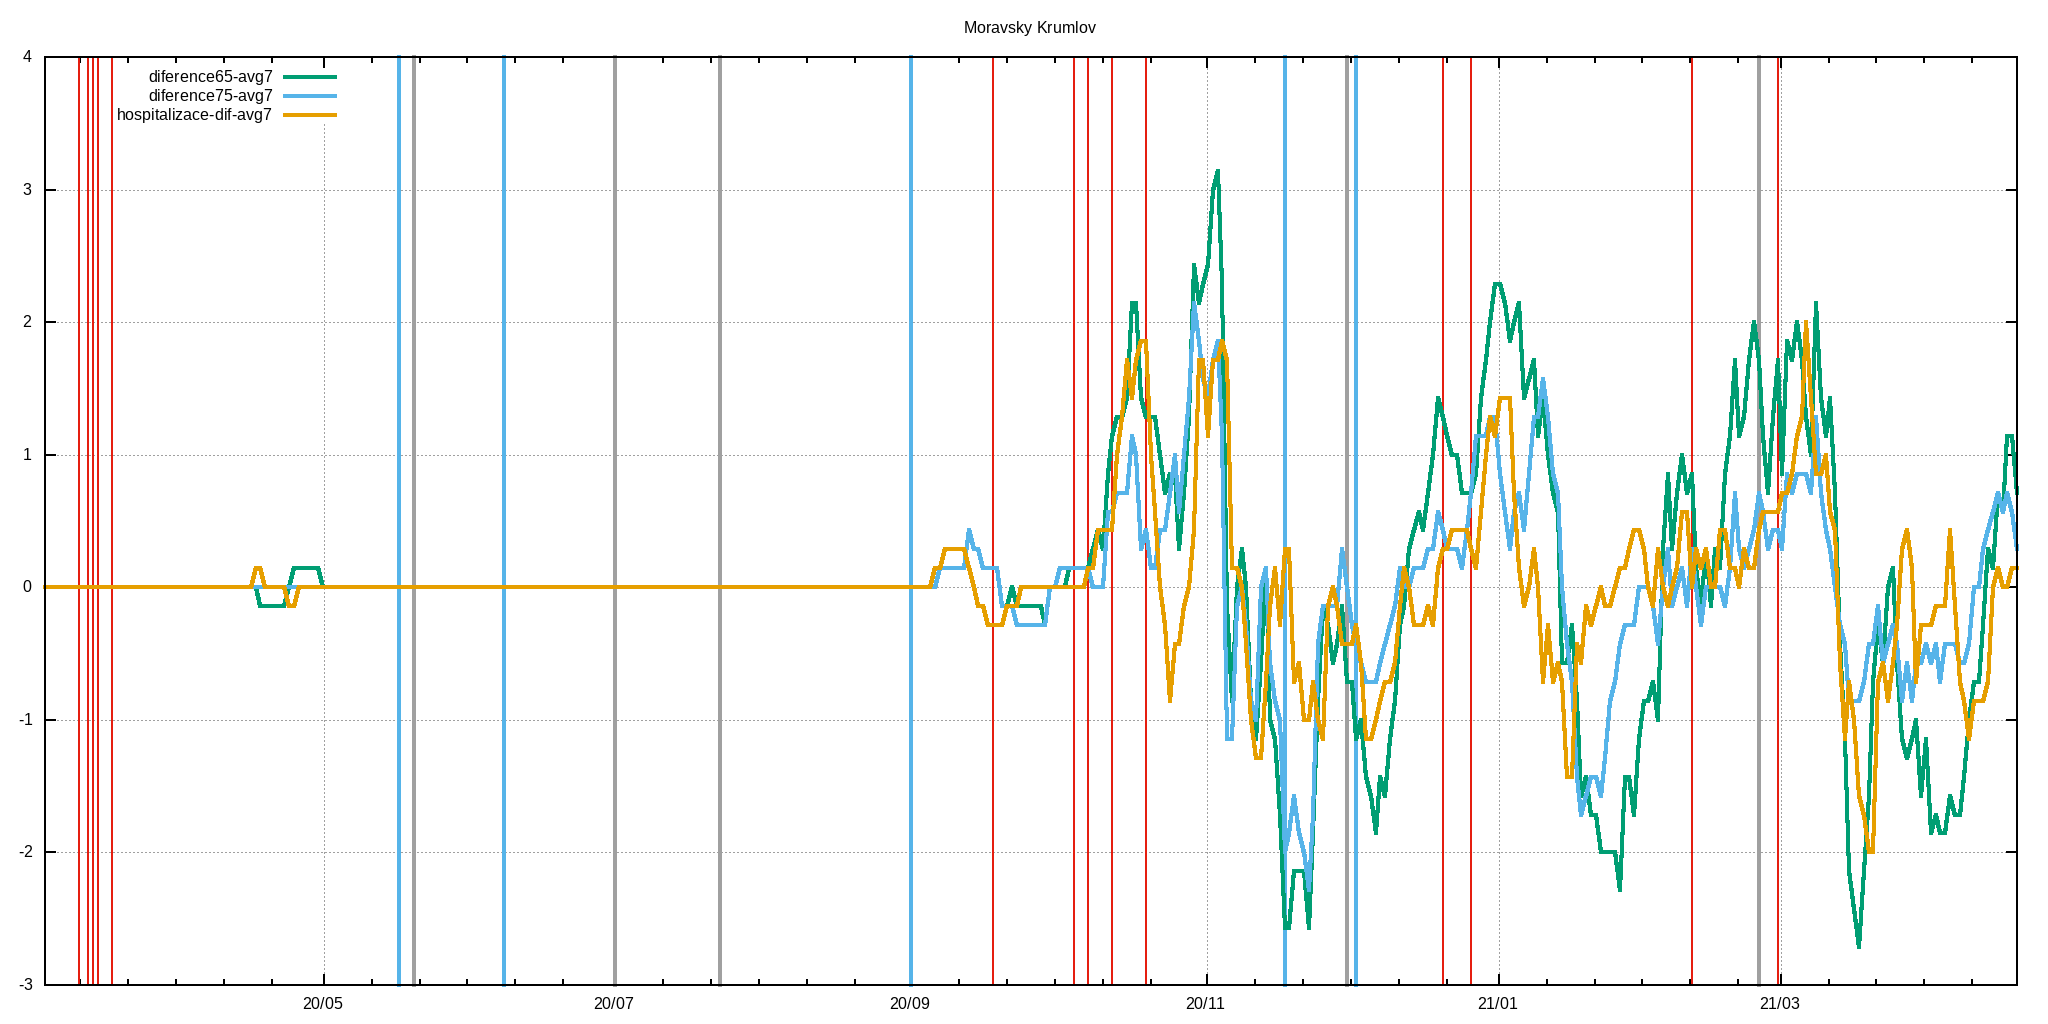 Moravsky Krumlov
4
diference65-avg7
diference75-avg7
hospitalizace-dif-avg7
3
2
1
0
-1
-2
-3
20/05 20/07 20/09 20/11 21/01 21/03